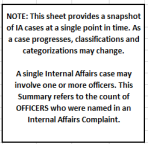 NOTE: This sheet provides a snapshot
of IA cases at a single point in time. As
a case progresses, classifications and
categorizations may change.
A single Internal Affairs case may
involve one or more officers. This
Summary refers to the count of
OFFICERS who were named in an
Internal Affairs Complaint.